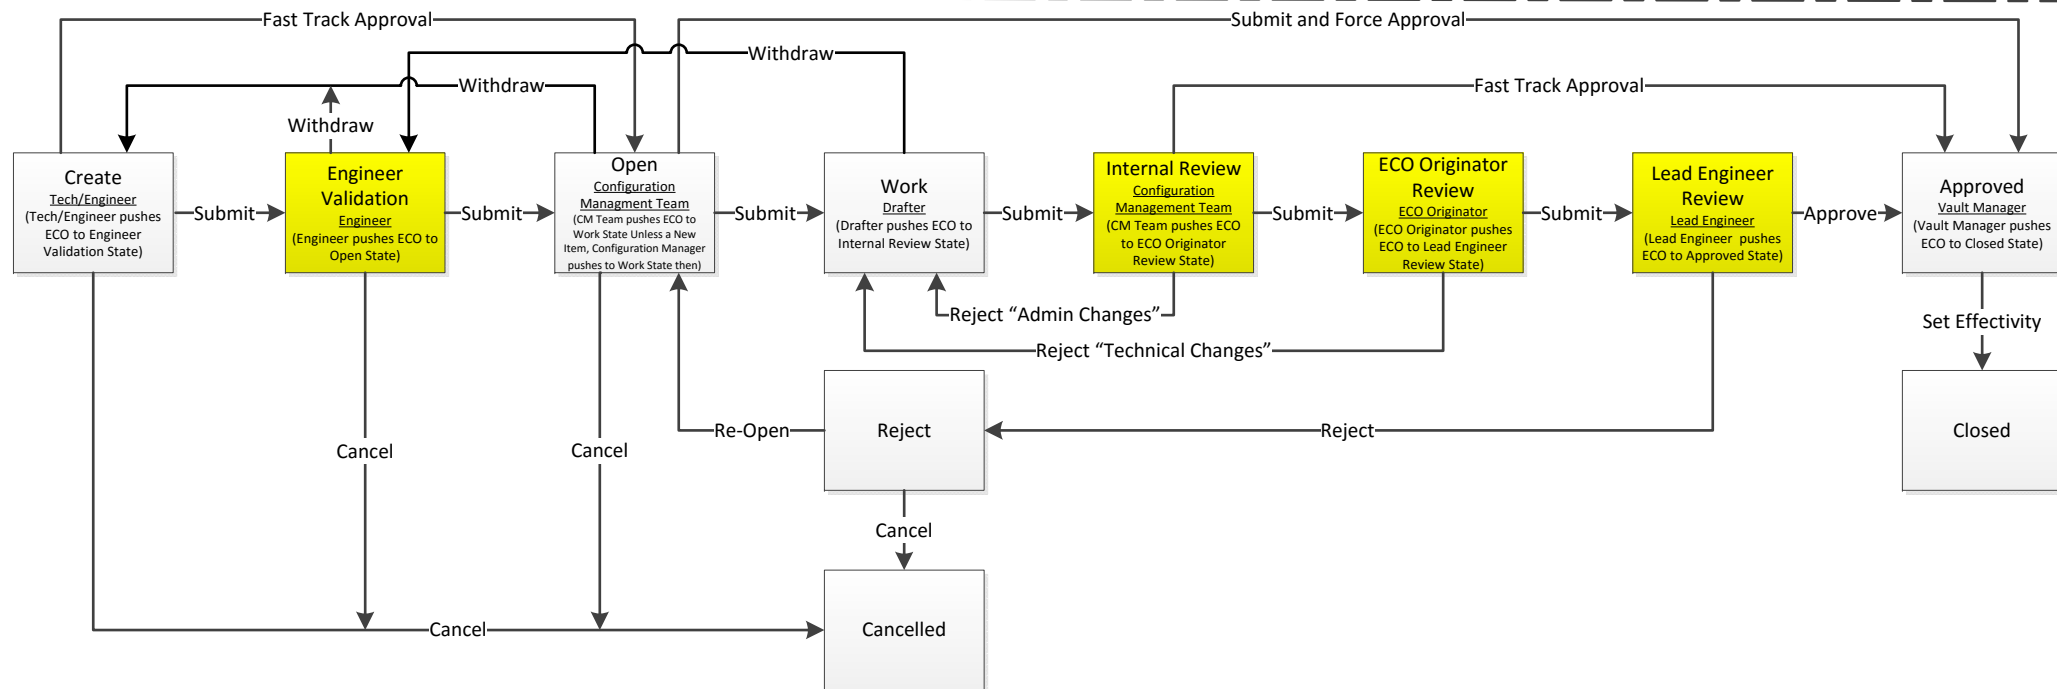 Fast Track Approval
Submit and Force Approval
Withdraw
Withdraw
Fast Track Approval
Withdraw
Create
Tech/Engineer
(Tech/Engineer pushes
ECO to Engineer
Validation State)
Submit
Engineer
Validation
Engineer
(Engineer pushes ECO to
Open State)
Submit
Open
Configuration
Managment Team
(CM Team pushes ECO to
Work State Unless a New
Item, Configuration Manager
pushes to Work State then)
Submit
Work
Drafter
(Drafter pushes ECO to
Internal Review State)
Submit
Internal Review
Configuration
Management Team
(CM Team pushes ECO
to ECO Originator
Review State)
Submit
ECO Originator
Review
ECO Originator
(ECO Originator pushes
ECO to Lead Engineer
Review State)
Submit
Lead Engineer
Review
Lead Engineer
(Lead Engineer pushes
ECO to Approved State)
Approve
Approved
Vault Manager
(Vault Manager pushes
ECO to Closed State)
Reject “Admin Changes”
Set Effectivity
Reject “Technical Changes”
Re-Open
Reject
Reject
Closed
Cancel
Cancel
Cancel
Cancel
Cancelled